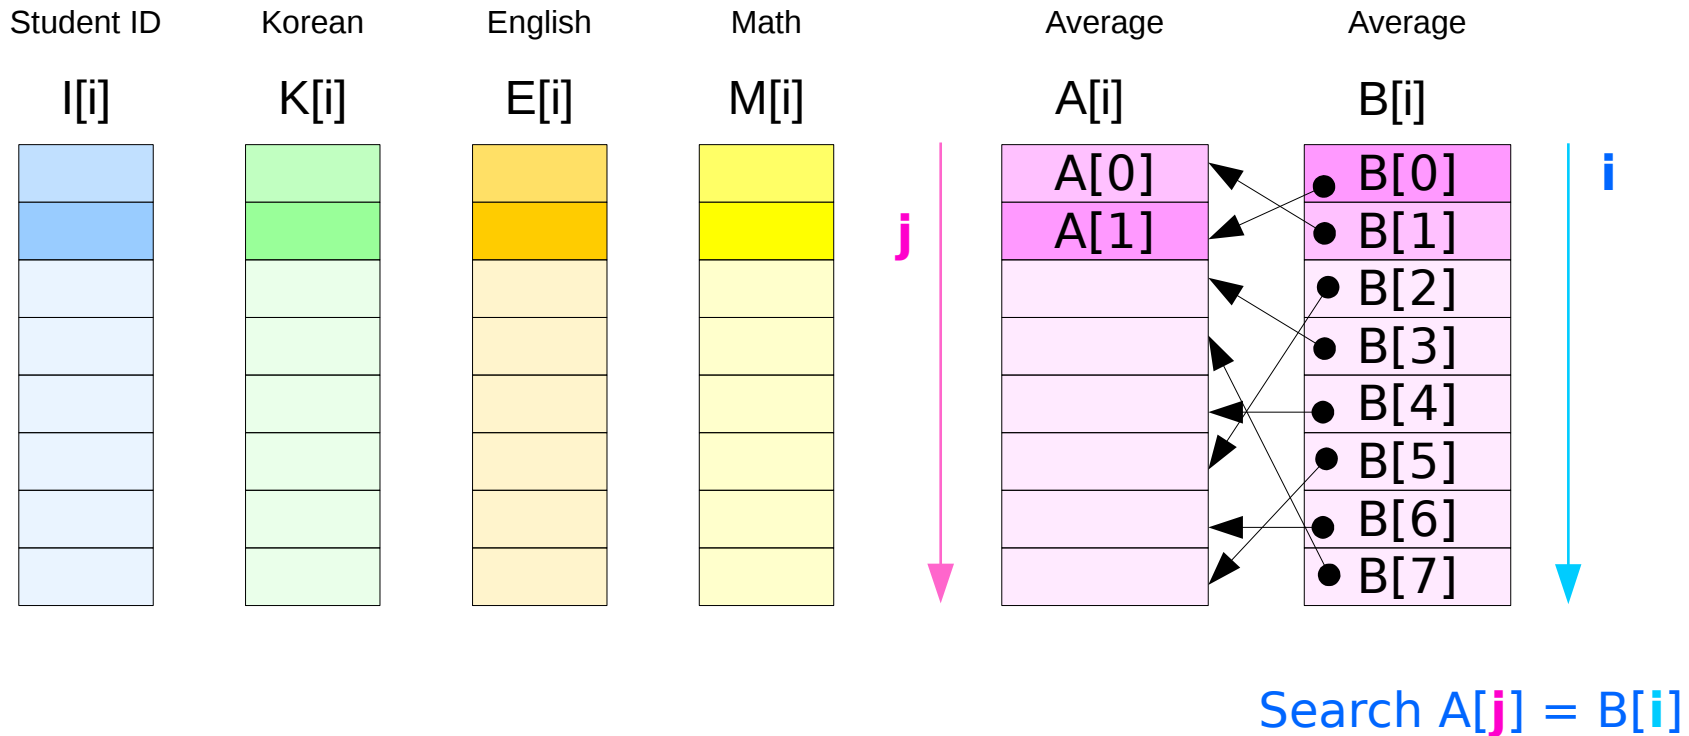 Student ID Korean English Math Average Average
I[i] K[i] E[i] M[i] A[i] B[i]
A[0] B[0] i
j A[1] B[1]
B[2]
B[3]
B[4]
B[5]
B[6]
B[7]
Search A[j] = B[i]